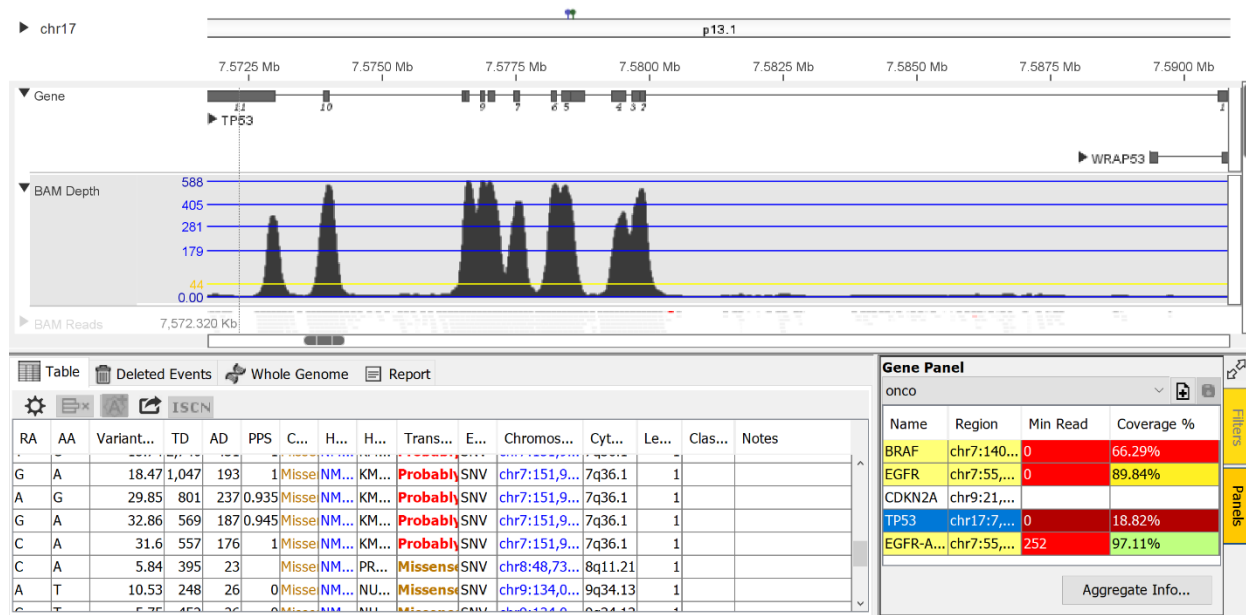 chr17
p13.1
7.5725 Mb 7.5750 Mb 7.5775 Mb 7.5800 Mb 7.5825 Mb 7.5850 Mb 7.5875 Mb 7.5900 Mb
Gene
11 10 9 7 6 5 4 3 2 1
TP53
WRAP53
BAM Depth
588
405
281
179
44
0.00
BAM Reads 7,572.320 Kb
Table Deleted Events Whole Genome Report
ISCN
RA AA Variant... TD AD PPS C... H... H... Trans... E... Chromos... Cyt... Le... Clas... Notes
G A 18.47 1,047 193 1 Misse NM... KM... Probably SNV chr7:151,9... 7q36.1 1
A G 29.85 801 237 0.935 Misse NM... KM... Probably SNV chr7:151,9... 7q36.1 1
G A 32.86 569 187 0.945 Misse NM... KM... Probably SNV chr7:151,9... 7q36.1 1
C A 31.6 557 176 1 Misse NM... KM... Probably SNV chr7:151,9... 7q36.1 1
C A 5.84 395 23 Misse NM... PR... Missense SNV chr8:48,73... 8q11.21 1
A T 10.53 248 26 0 Misse NM... NU... Missense SNV chr9:134,0... 9q34.13 1
Gene Panel
onco
Name Region Min Read Coverage %
BRAF chr7:140... 0 66.29%
EGFR chr7:55,... 0 89.84%
CDKN2A chr9:21,...
TP53 chr17:7,... 0 18.82%
EGFR-A... chr7:55,... 252 97.11%
Aggregate Info...
Filters
Panels